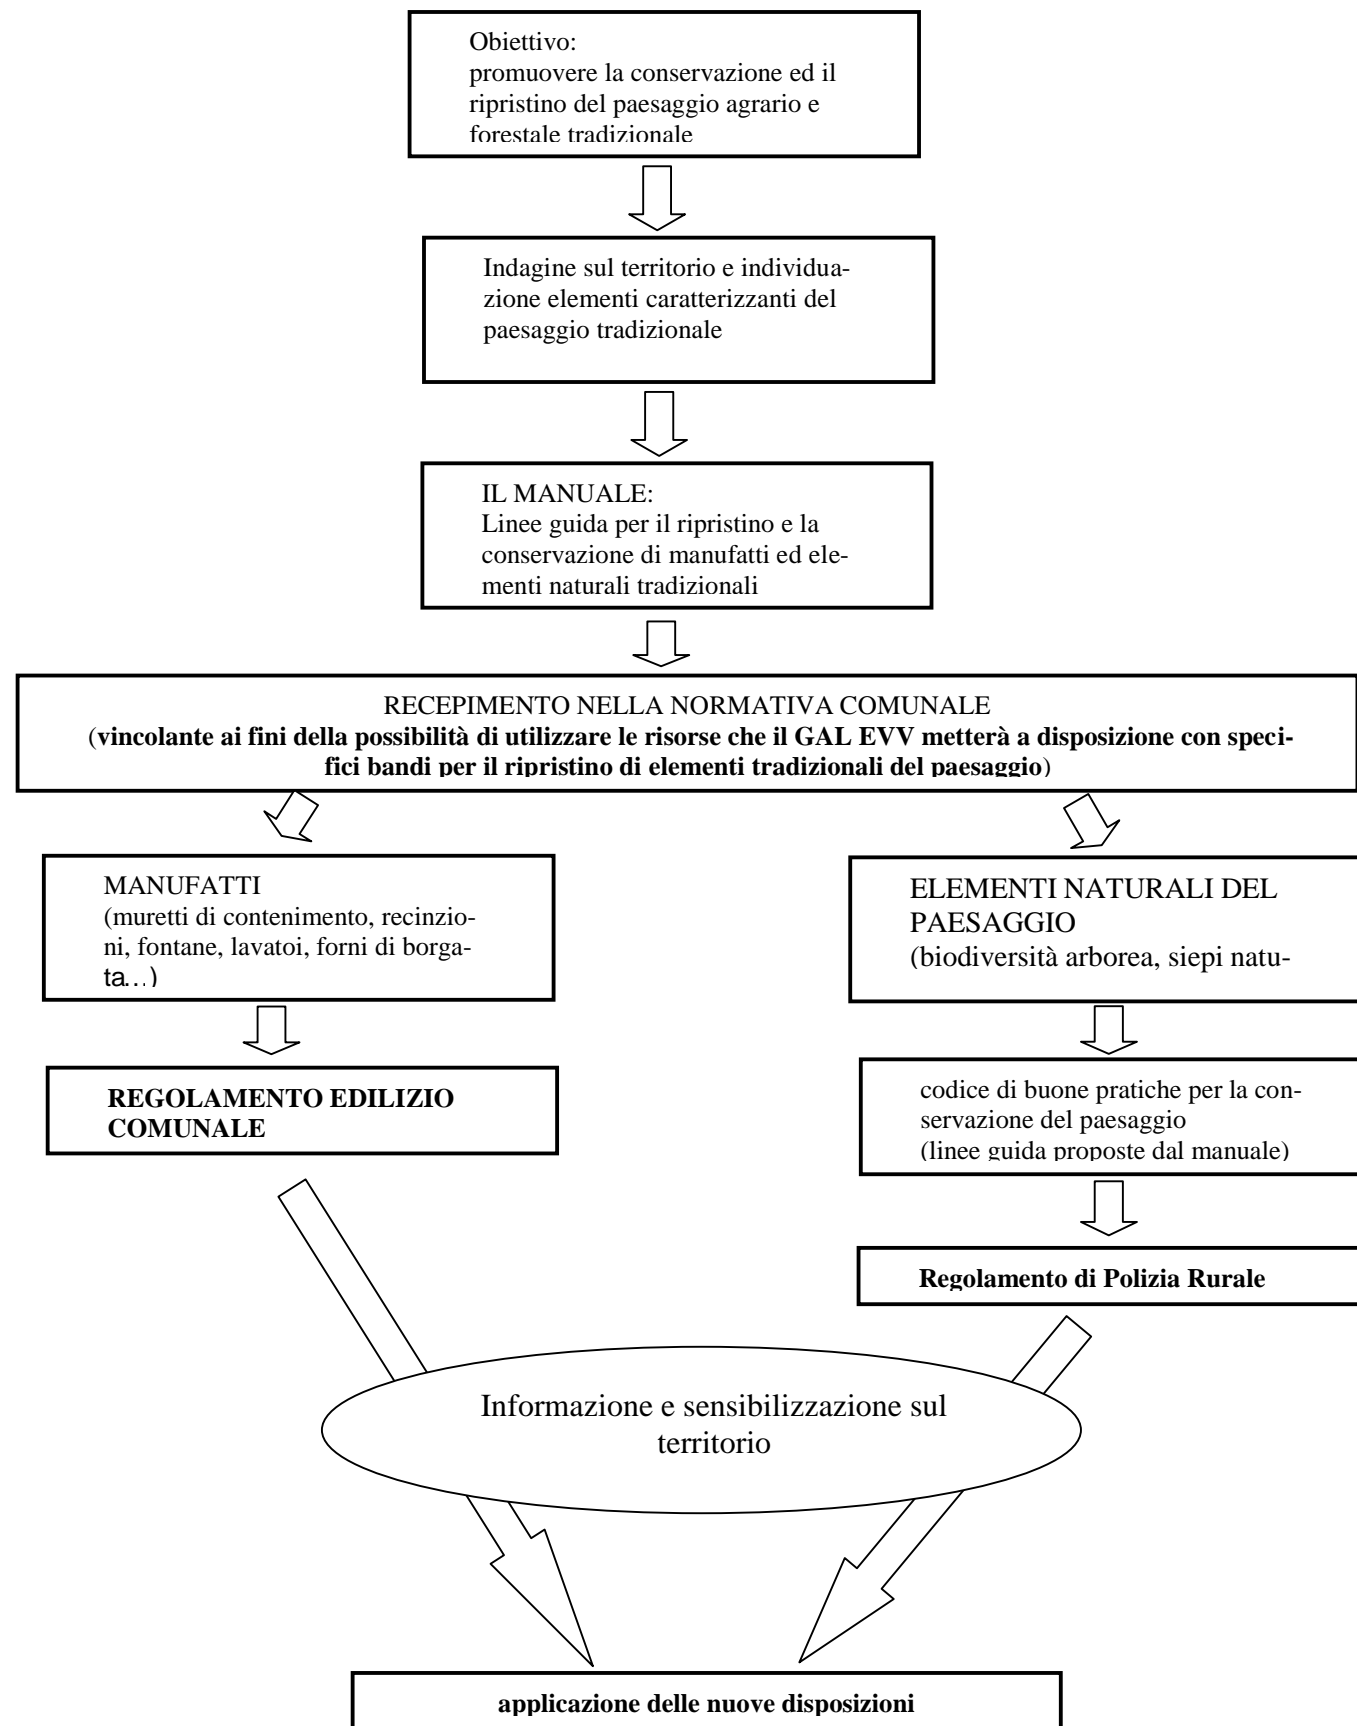 Obiettivo:
promuovere la conservazione ed il
ripristino del paesaggio agrario e
forestale tradizionale
Indagine sul territorio e individua-
zione elementi caratterizzanti del
paesaggio tradizionale
IL MANUALE:
Linee guida per il ripristino e la
conservazione di manufatti ed ele-
menti naturali tradizionali
RECEPIMENTO NELLA NORMATIVA COMUNALE
(vincolante ai fini della possibilità di utilizzare le risorse che il GAL EVV metterà a disposizione con speci-
fici bandi per il ripristino di elementi tradizionali del paesaggio)
MANUFATTI
(muretti di contenimento, recinzio-
ni, fontane, lavatoi, forni di borga-
ta…)
REGOLAMENTO EDILIZIO
COMUNALE
ELEMENTI NATURALI DEL
PAESAGGIO
(biodiversità arborea, siepi natu-
codice di buone pratiche per la con-
servazione del paesaggio
(linee guida proposte dal manuale)
Regolamento di Polizia Rurale
Informazione e sensibilizzazione sul
territorio
applicazione delle nuove disposizioni